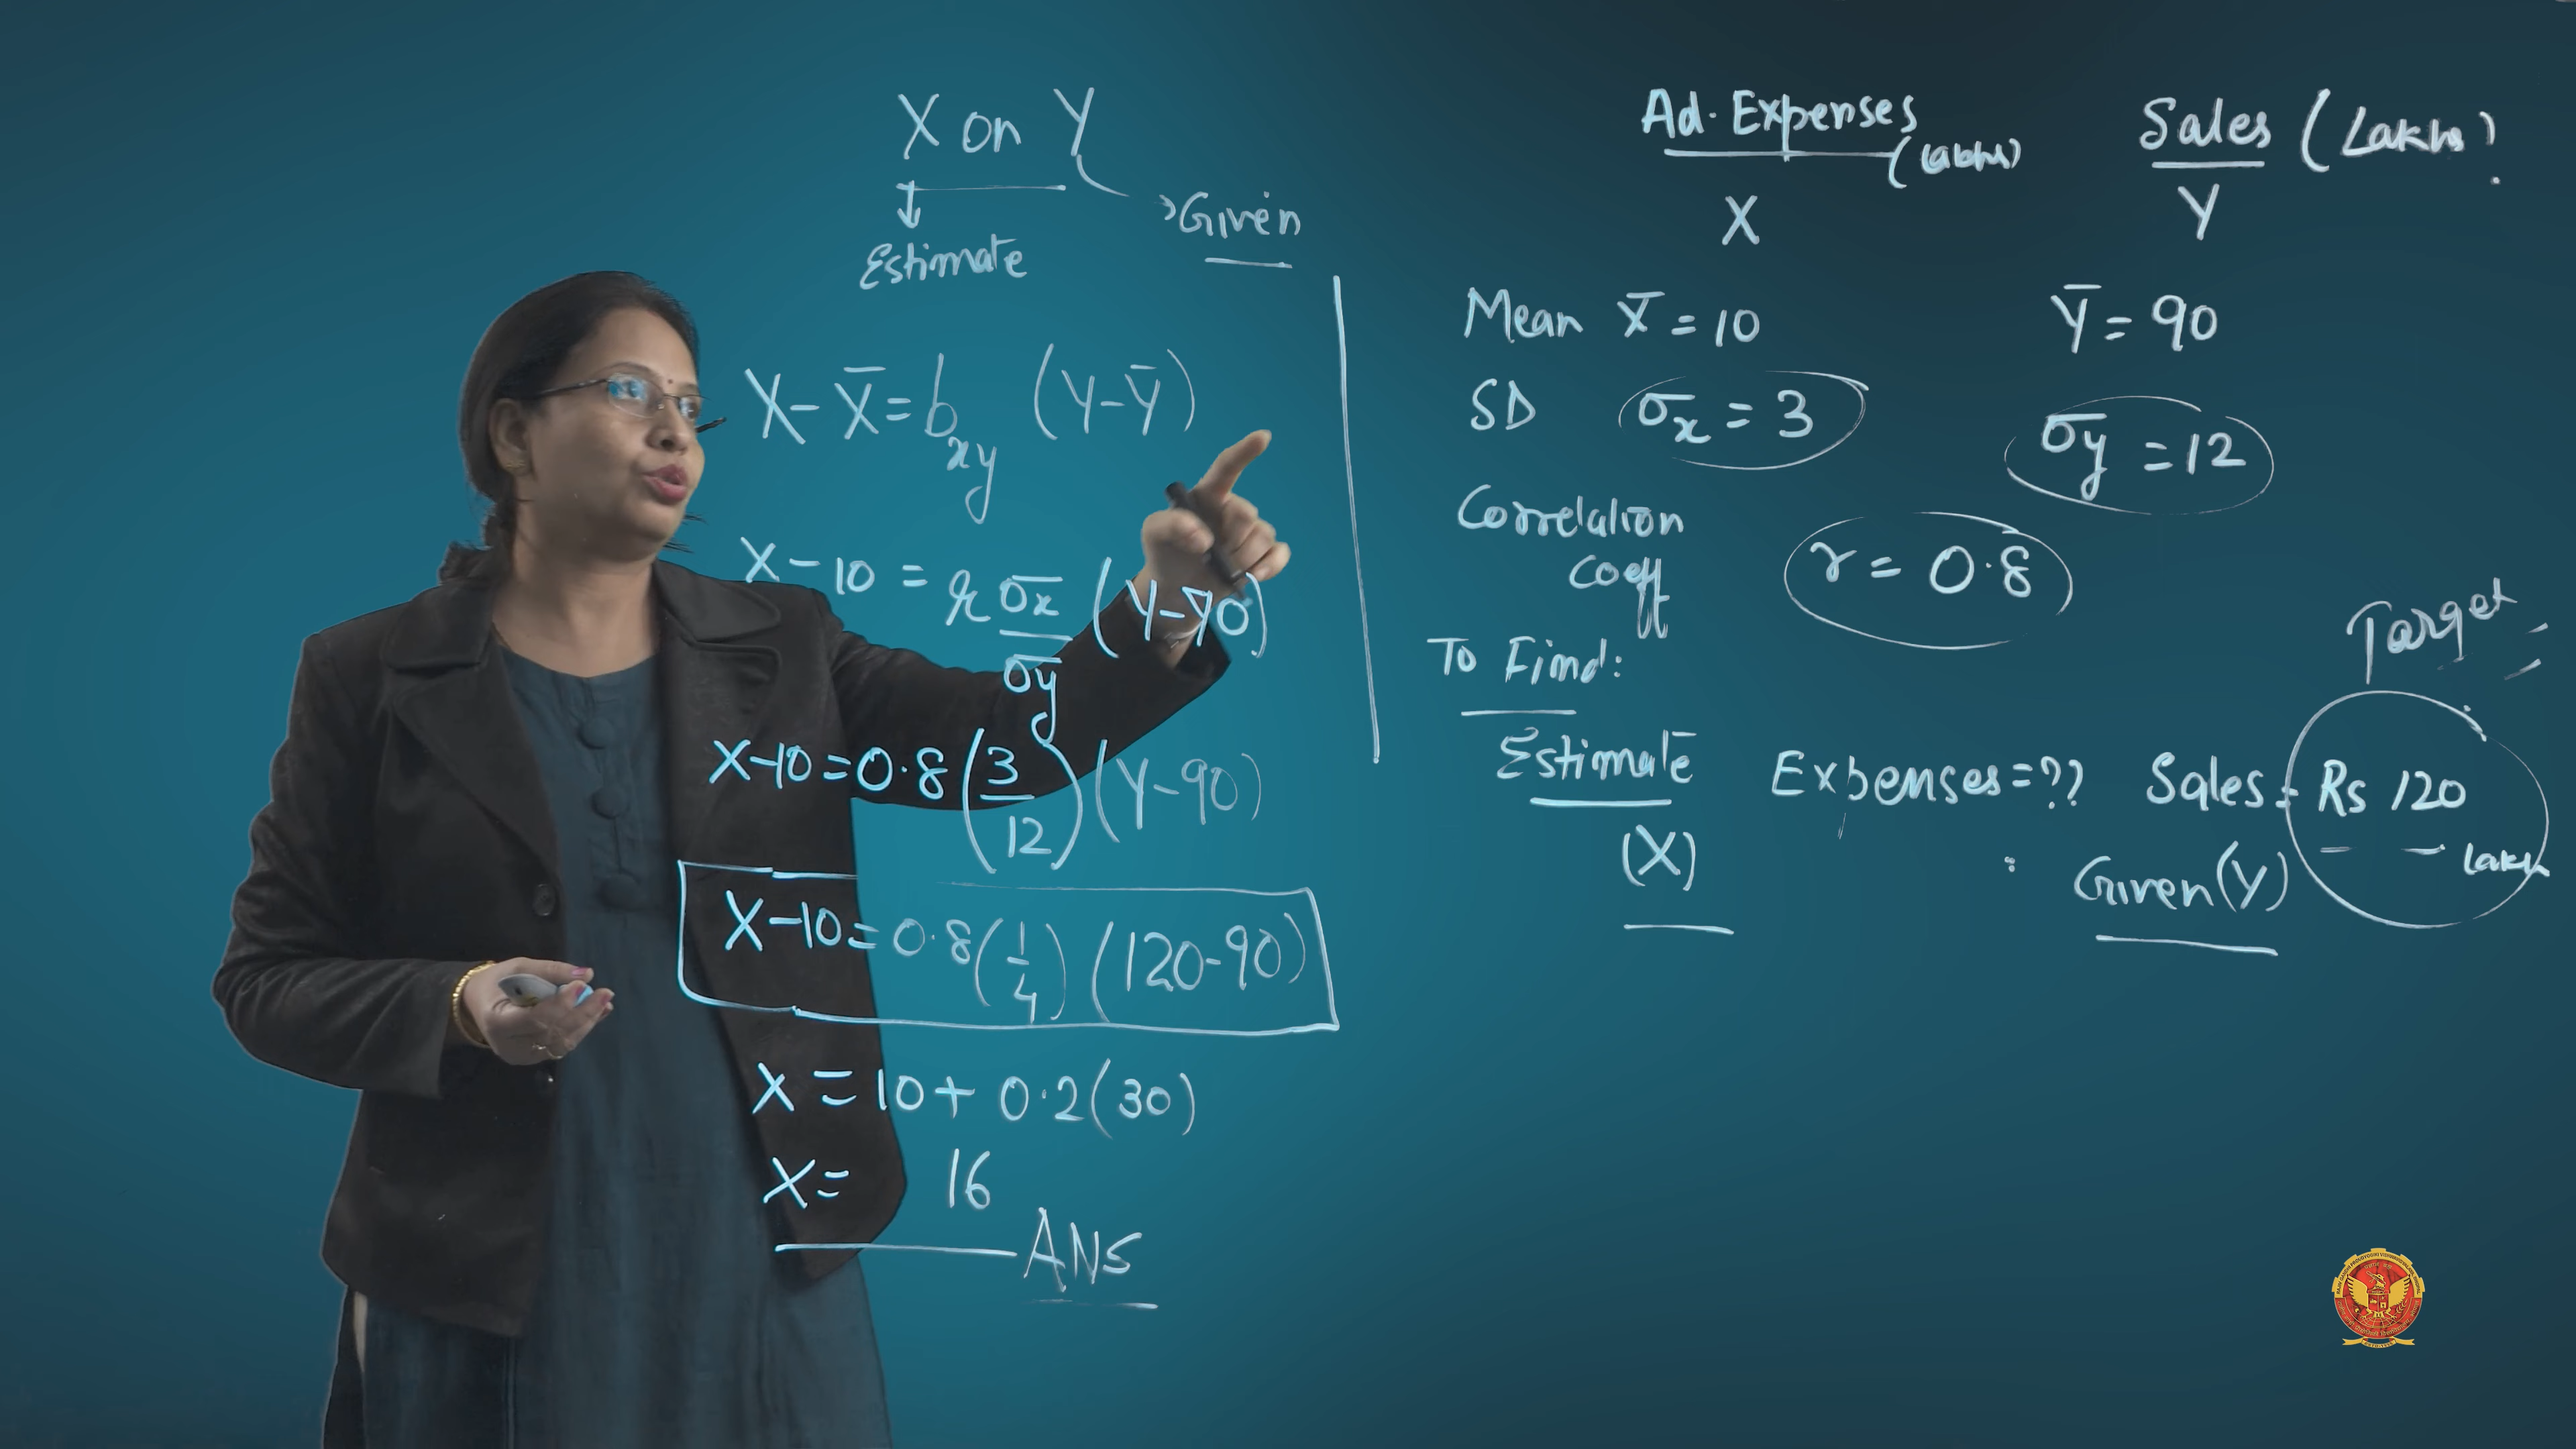 X on Y
Estimate
Given
X - X̄ = b_xy (Y - Ȳ)
X - 10 = r σx/σy (Y - 90)
X - 10 = 0.8 (3/12) (Y - 90)
X - 10 = 0.8 (1/4) (120 - 90)
X = 10 + 0.2 (30)
X = 16
ANS
Ad. Expenses (Lakhs) Sales (Lakhs)
X Y
Mean X̄ = 10 Ȳ = 90
SD σx = 3 σy = 12
Correlation
Coeff r = 0.8
To Find:
Target
Estimate Expenses = ?? Sales = Rs 120
Lakh
(X) Given (Y)